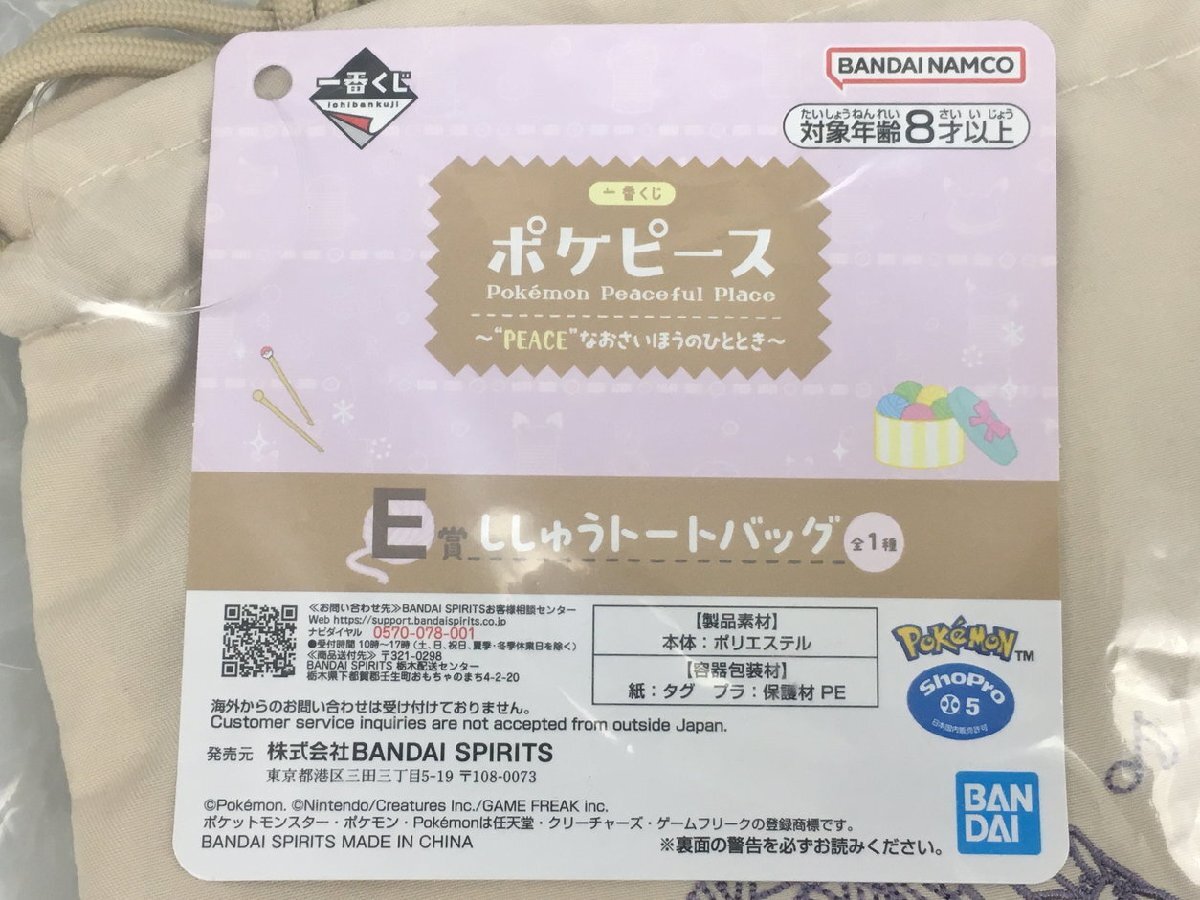 一番くじ
ichibankuji
BANDAI NAMCO
たいしょうねんれい さい いじょう
対象年齢8才以上
一番くじ
ポケピース
Pokémon Peaceful Place
～"PEACE"なおさいほうのひととき～
E賞 ししゅうトートバッグ 全1種
≪お問い合わせ先≫BANDAI SPIRITSお客様相談センター
Web https://support.bandaispirits.co.jp
ナビダイヤル 0570-078-001
●受付時間 10時～17時(土、日、祝日、夏季・冬季休業日を除く)
≪商品送付先≫ 〒321-0298
BANDAI SPIRITS 栃木配送センター
栃木県下都賀郡壬生町おもちゃのまち4-2-20
【製品素材】
本体：ポリエステル
【容器包装材】
紙：タグ プラ：保護材 PE
POKÉMON TM
ShoPro
5
日本国内販売許可
海外からのお問い合わせは受け付けておりません。
Customer service inquiries are not accepted from outside Japan.
発売元 株式会社BANDAI SPIRITS
東京都港区三田三丁目5-19 〒108-0073
©Pokémon. ©Nintendo/Creatures Inc./GAME FREAK inc.
ポケットモンスター・ポケモン・Pokémonは任天堂・クリーチャーズ・ゲームフリークの登録商標です。
BANDAI SPIRITS MADE IN CHINA
※裏面の警告を必ずお読みください。
BAN
DAI